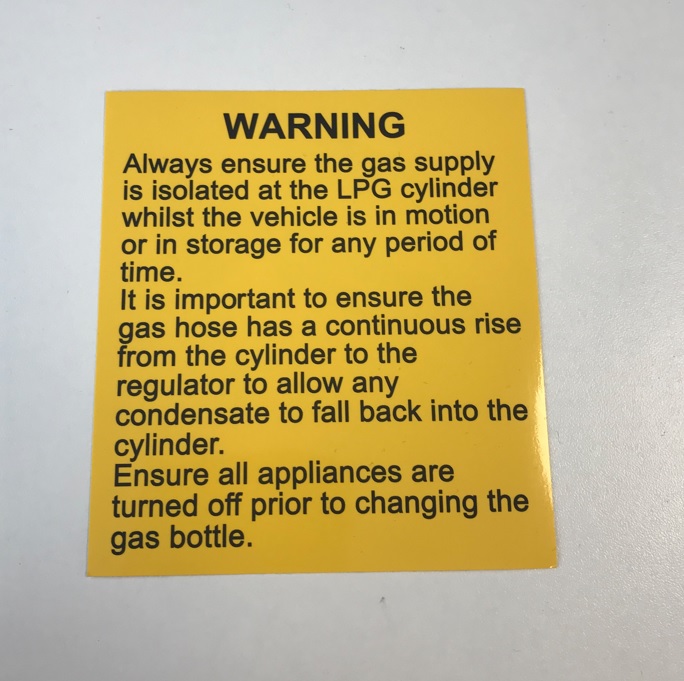 WARNING
Always ensure the gas supply
is isolated at the LPG cylinder
whilst the vehicle is in motion
or in storage for any period of
time.
It is important to ensure the
gas hose has a continuous rise
from the cylinder to the
regulator to allow any
condensate to fall back into the
cylinder.
Ensure all appliances are
turned off prior to changing the
gas bottle.